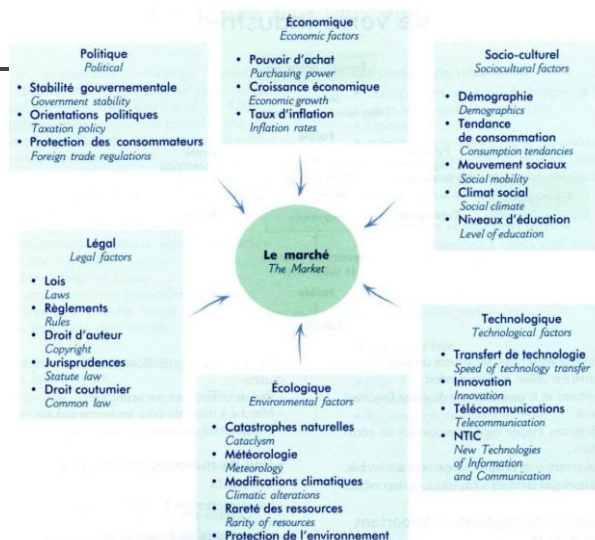 Économique
Economic factors
• Pouvoir d'achat
Purchasing power
• Croissance économique
Economic growth
• Taux d'inflation
Inflation rates
Politique
Political
• Stabilité gouvernementale
Government stability
• Orientations politiques
Taxation policy
• Protection des consommateurs
Foreign trade regulations
Socio-culturel
Sociocultural factors
• Démographie
Demographics
• Tendance
de consommation
Consumption tendancies
• Mouvement sociaux
Social mobility
• Climat social
Social climate
• Niveaux d'éducation
Level of education
Le marché
The Market
Légal
Legal factors
• Lois
Laws
• Règlements
Rules
• Droit d'auteur
Copyright
• Jurisprudences
Statute law
• Droit coutumier
Common law
Technologique
Technological factors
• Transfert de technologie
Speed of technology transfer
• Innovation
Innovation
• Télécommunications
Telecommunication
• NTIC
New Technologies
of Information
and Communication
Écologique
Environmental factors
• Catastrophes naturelles
Cataclysm
• Météorologie
Meteorology
• Modifications climatiques
Climatic alterations
• Rareté des ressources
Rarity of resources
• Protection de l'environnement